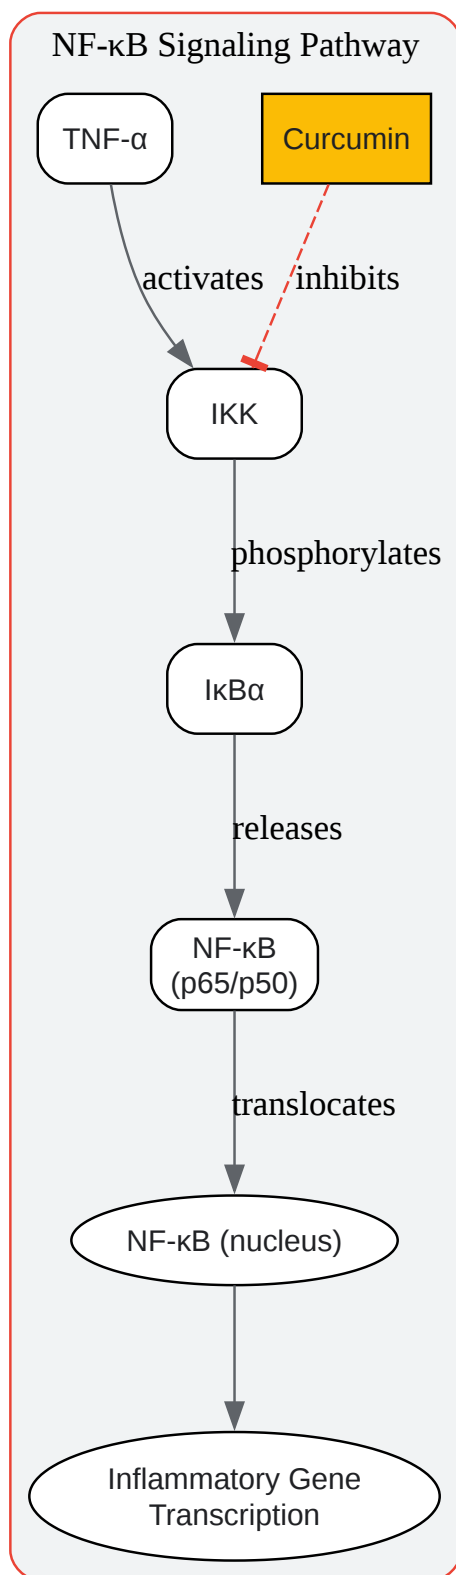 NF-κB Signaling Pathway
TNF-α
Curcumin
activates
inhibits
IKK
phosphorylates
IκBα
releases
NF-κB
(p65/p50)
translocates
NF-κB (nucleus)
Inflammatory Gene
Transcription